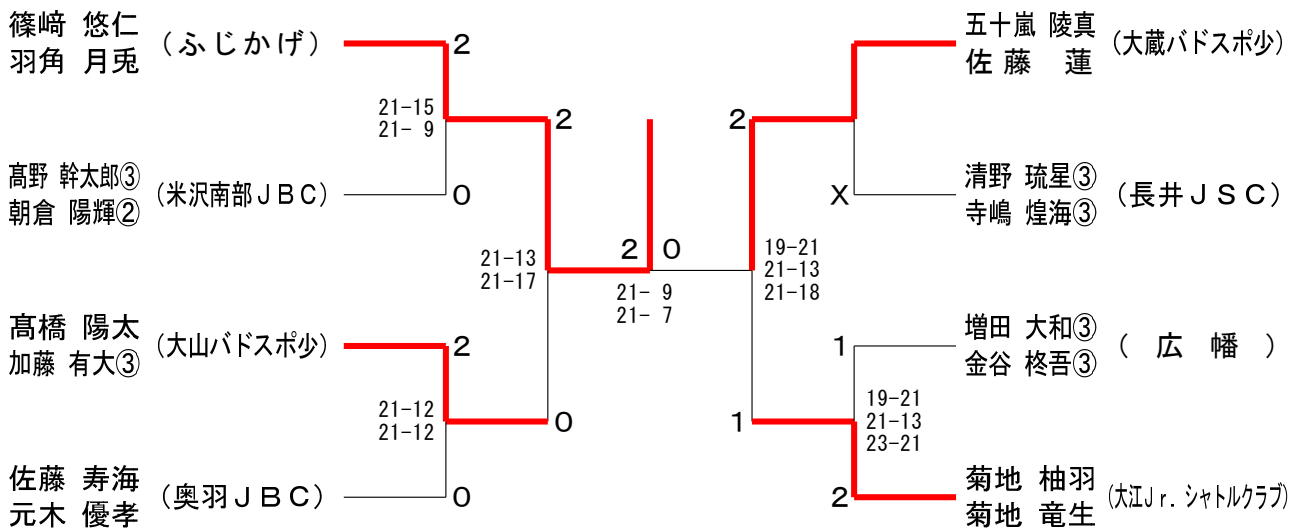 篠﨑 悠仁
羽角 月兎
(ふじかげ)
2
21-15
21- 9
髙野 幹太郎③
朝倉 陽輝②
(米沢南部JBC)
0
2
21-13
21-17
髙橋 陽太
加藤 有大③
(大山バドスポ少)
2
21-12
21-12
佐藤 寿海
元木 優孝
(奥羽JBC)
0
0
2 0
21- 9
21- 7
五十嵐 陵真
佐藤 蓮
(大蔵バドスポ少)
2
清野 琉星③
寺嶋 煌海③
(長井JSC)
X
19-21
21-13
21-18
増田 大和③
金谷 柊吾③
(広幡)
1
19-21
21-13
23-21
1
菊地 柚羽
菊地 竜生
(大江Jr.シャトルクラブ)
2